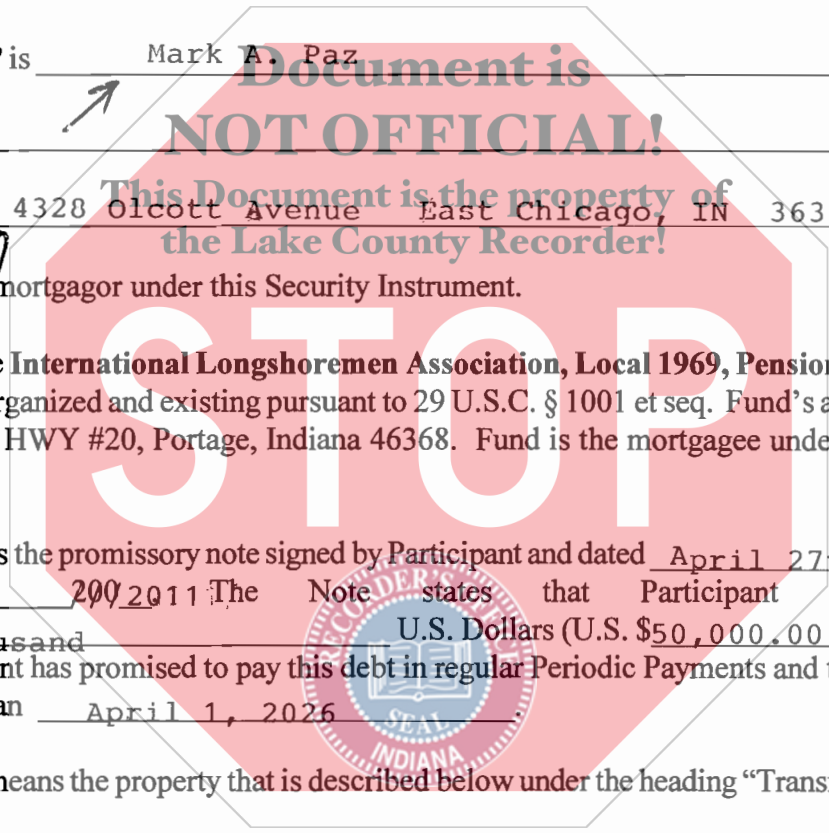 is Mark A. Paz
Document is
NOT OFFICIAL!
This Document is the property of
4328 Olcott Avenue East Chicago, IN 363
the Lake County Recorder!
mortgagor under this Security Instrument.
International Longshoremen Association, Local 1969, Pension
rganized and existing pursuant to 29 U.S.C. § 1001 et seq. Fund's a
HWY #20, Portage, Indiana 46368. Fund is the mortgagee unde
STOP
s the promissory note signed by Participant and dated April 27
200 2011 The Note states that Participant
usand U.S. Dollars (U.S. $50,000.00
nt has promised to pay this debt in regular Periodic Payments and
an April 1, 2026.
RECORDER'S OFFICE
SEAL
INDIANA
means the property that is described below under the heading “Trans